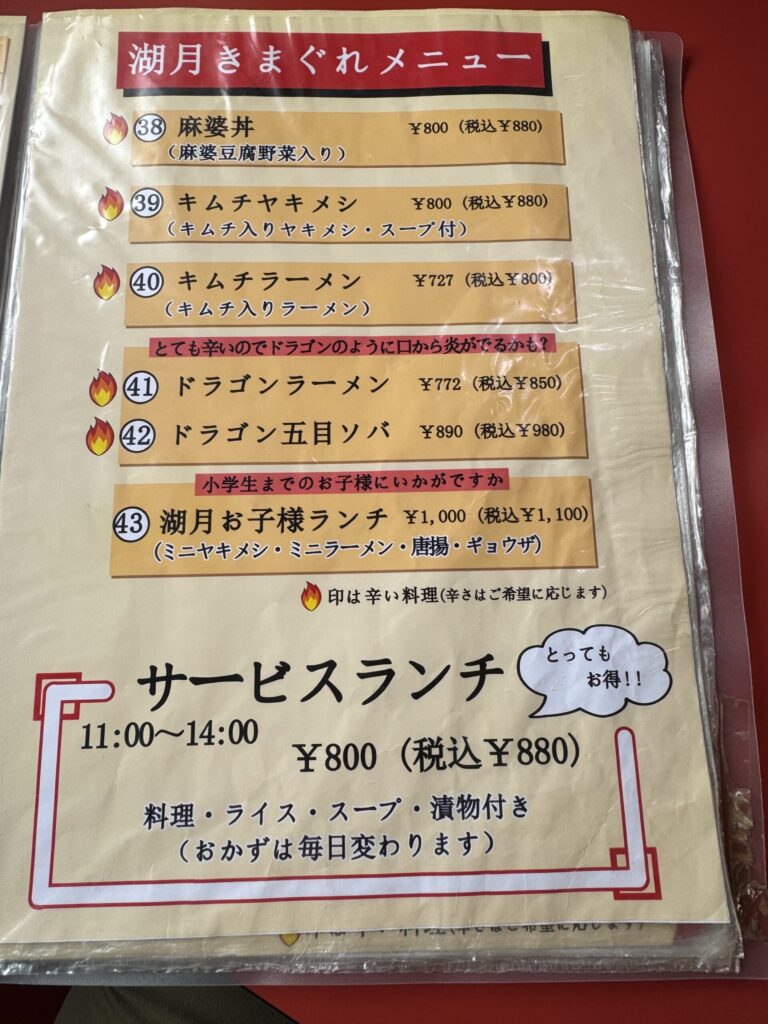 湖月きまぐれメニュー
㊳ 麻婆丼 ¥800(税込¥880)
(麻婆豆腐野菜入り)
㊴ キムチヤキメシ ¥800(税込¥880)
(キムチ入りヤキメシ・スープ付)
㊵ キムチラーメン ¥727(税込¥800)
(キムチ入りラーメン)
とても辛いのでドラゴンのように口から炎がでるかも?
㊶ ドラゴンラーメン ¥772(税込¥850)
㊷ ドラゴン五目ソバ ¥890(税込¥980)
小学生までのお子様にいかがですか
㊸ 湖月お子様ランチ ¥1,000(税込¥1,100)
(ミニヤキメシ・ミニラーメン・唐揚・ギョウザ)
印は辛い料理(辛さはご希望に応じます)
とっても
お得!!
サービスランチ
11:00〜14:00
¥800(税込¥880)
料理・ライス・スープ・漬物付き
(おかずは毎日変わります)